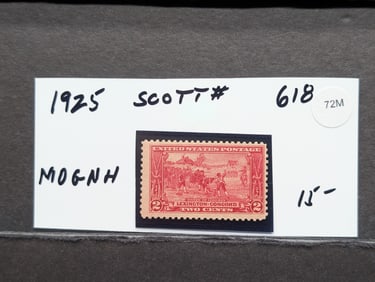 1925 SCOTT# 618
72M
MOGNH
15-
UNITED STATES POSTAGE
LEXINGTON-CONCORD
2 TWO CENTS 2